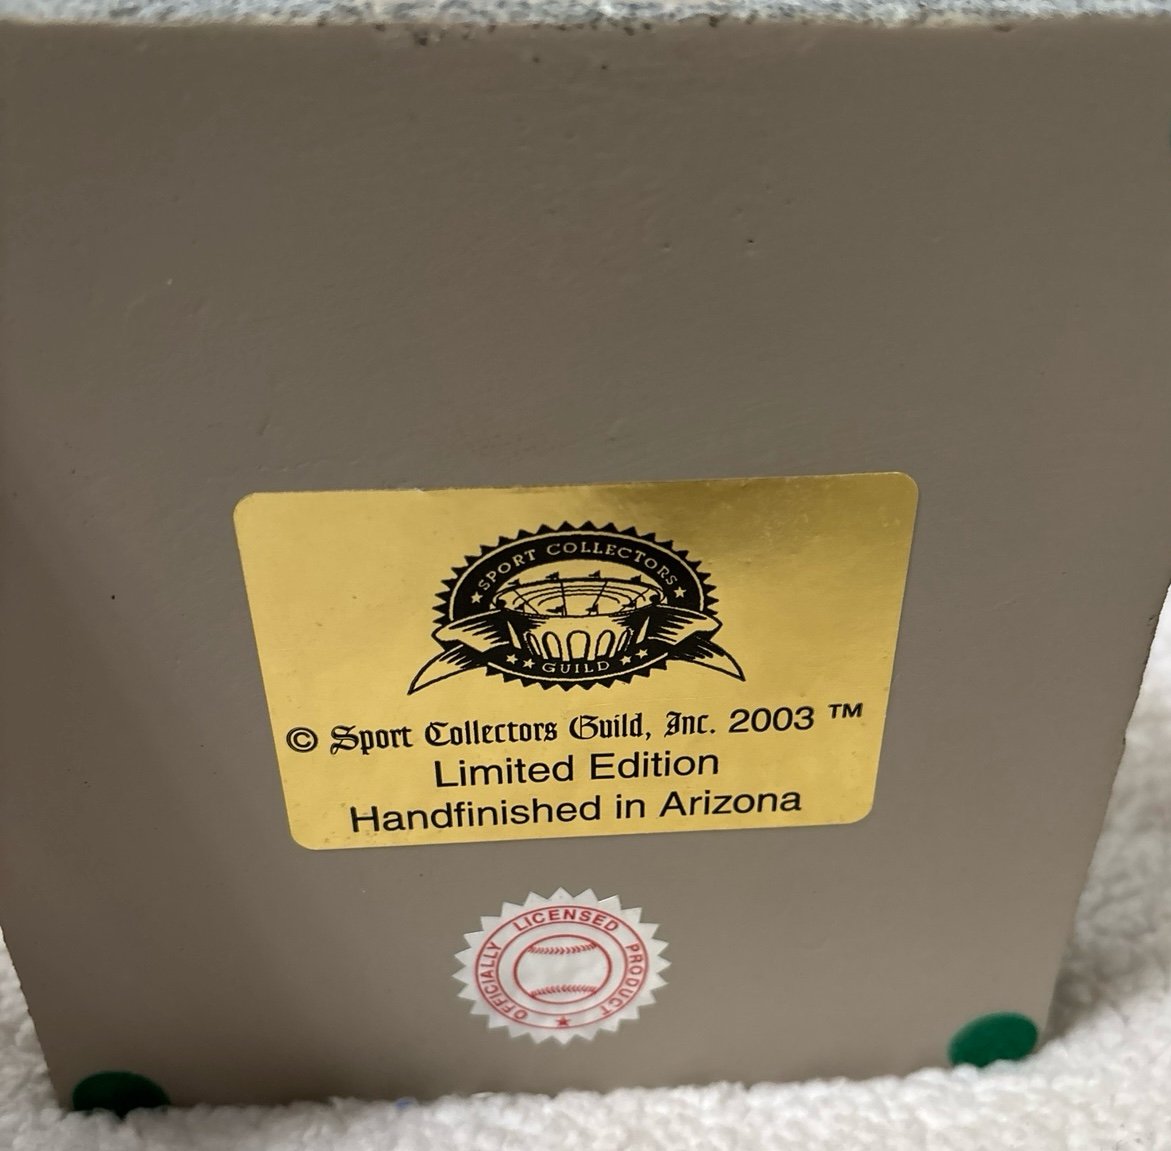 SPORT COLLECTORS
GUILD
© Sport Collectors Guild, Inc. 2003 ™
Limited Edition
Handfinished in Arizona
OFFICIALLY LICENSED PRODUCT